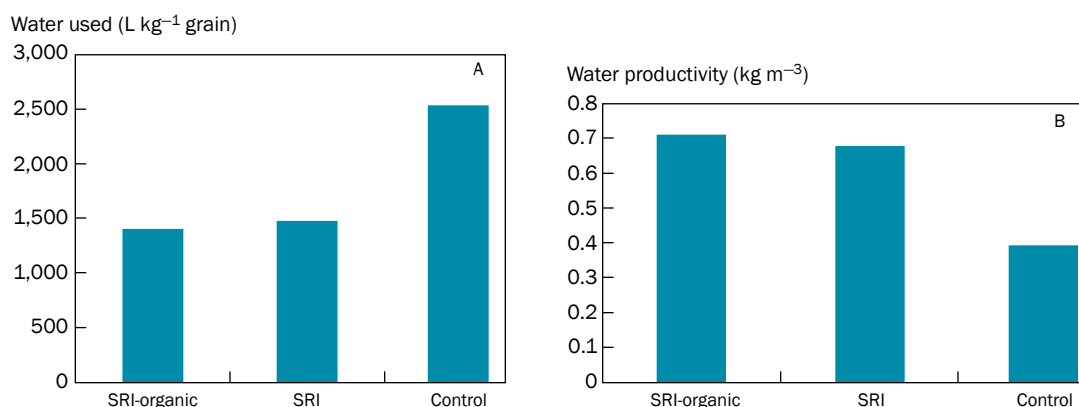 Water used (L kg–1 grain)
3,000
2,500
2,000
1,500
1,000
500
0
A
SRI-organic
SRI
Control
Water productivity (kg m–3)
0.8
0.7
0.6
0.5
0.4
0.3
0.2
0.1
0
B
SRI-organic
SRI
Control